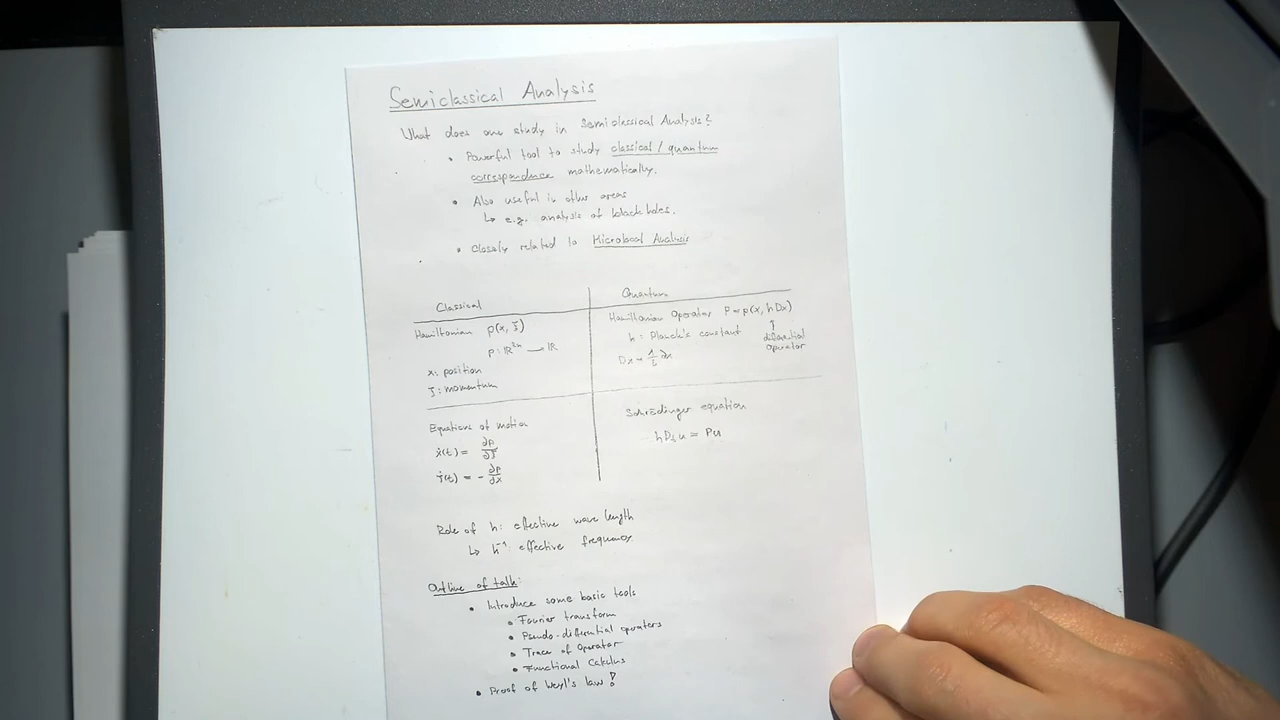 Semiclassical Analysis
What does one study in Semiclassical Analysis?
• Powerful tool to study classical / quantum
correspondence mathematically.
• Also useful in other areas
↳ e.g. analysis of black holes.
• Closely related to Microlocal Analysis
Classical
Quantum
Hamiltonian p(x, ξ)
p : ℝ²ⁿ → ℝ
x: position
ξ: momentum
Hamiltonian Operator P = p(x, hDx)
h : Planck's constant
↑ diferential
operator
Dx = 1/i ∂x
Equations of motion
ẋ(t) = ∂p/∂ξ
ξ̇(t) = - ∂p/∂x
Schrödinger equation
hDₜu = Pu
Role of h: effective wave length
↳ h⁻¹: effective frequency
Outline of talk:
• Introduce some basic tools
• Fourier transform
• Pseudo-differential operators
• Trace of Operator
• Functional Calculus
• Proof of Weyl's law!